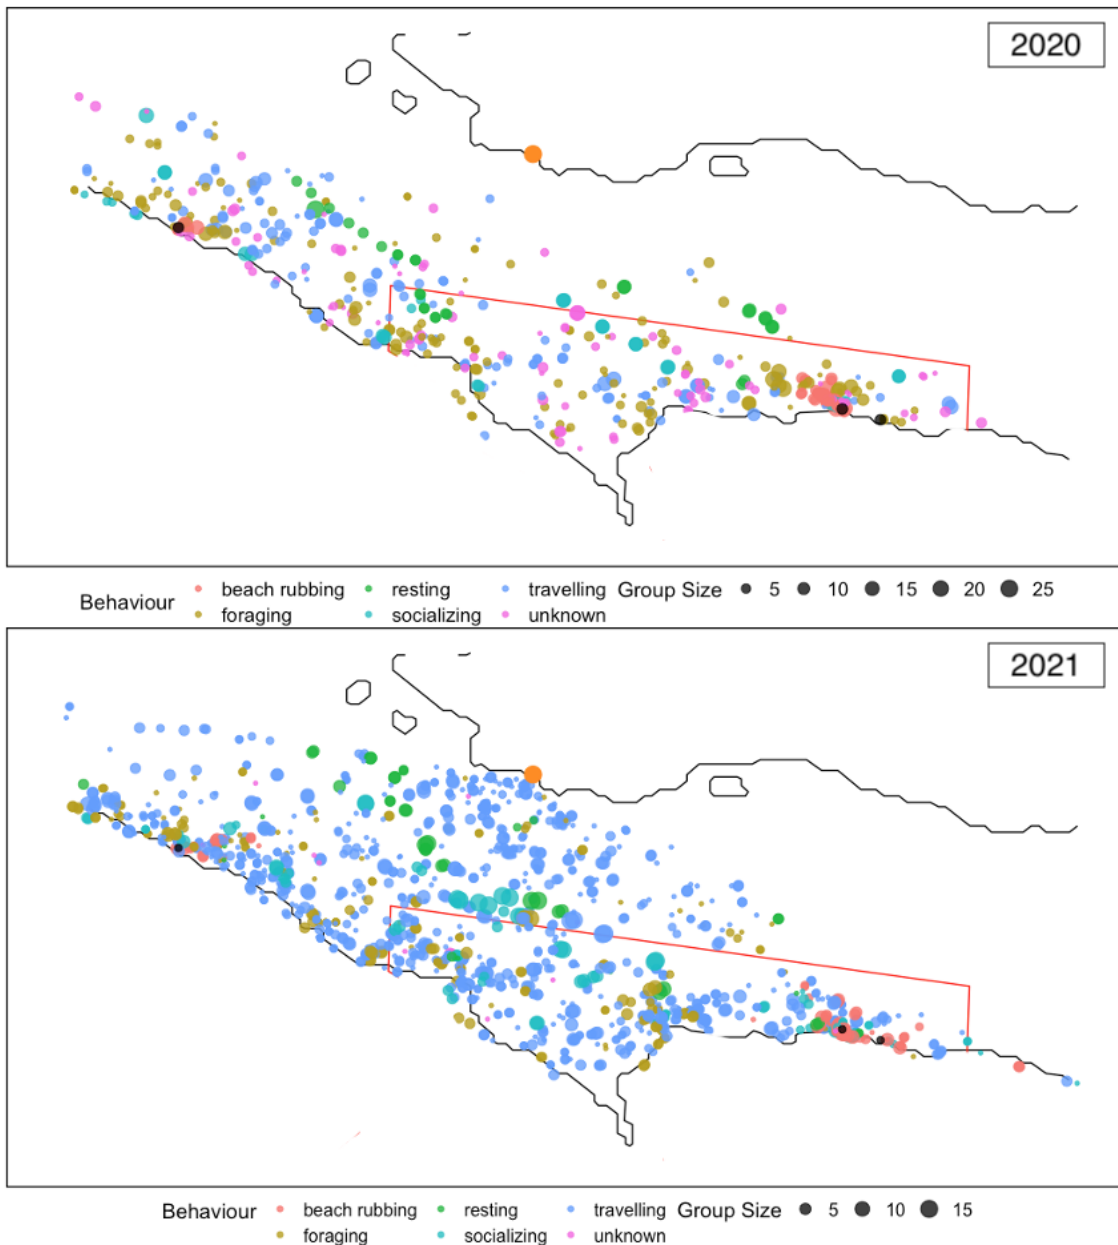 2020
Behaviour beach rubbing resting travelling Group Size 5 10 15 20 25
foraging socializing unknown
2021
Behaviour beach rubbing resting travelling Group Size 5 10 15
foraging socializing unknown